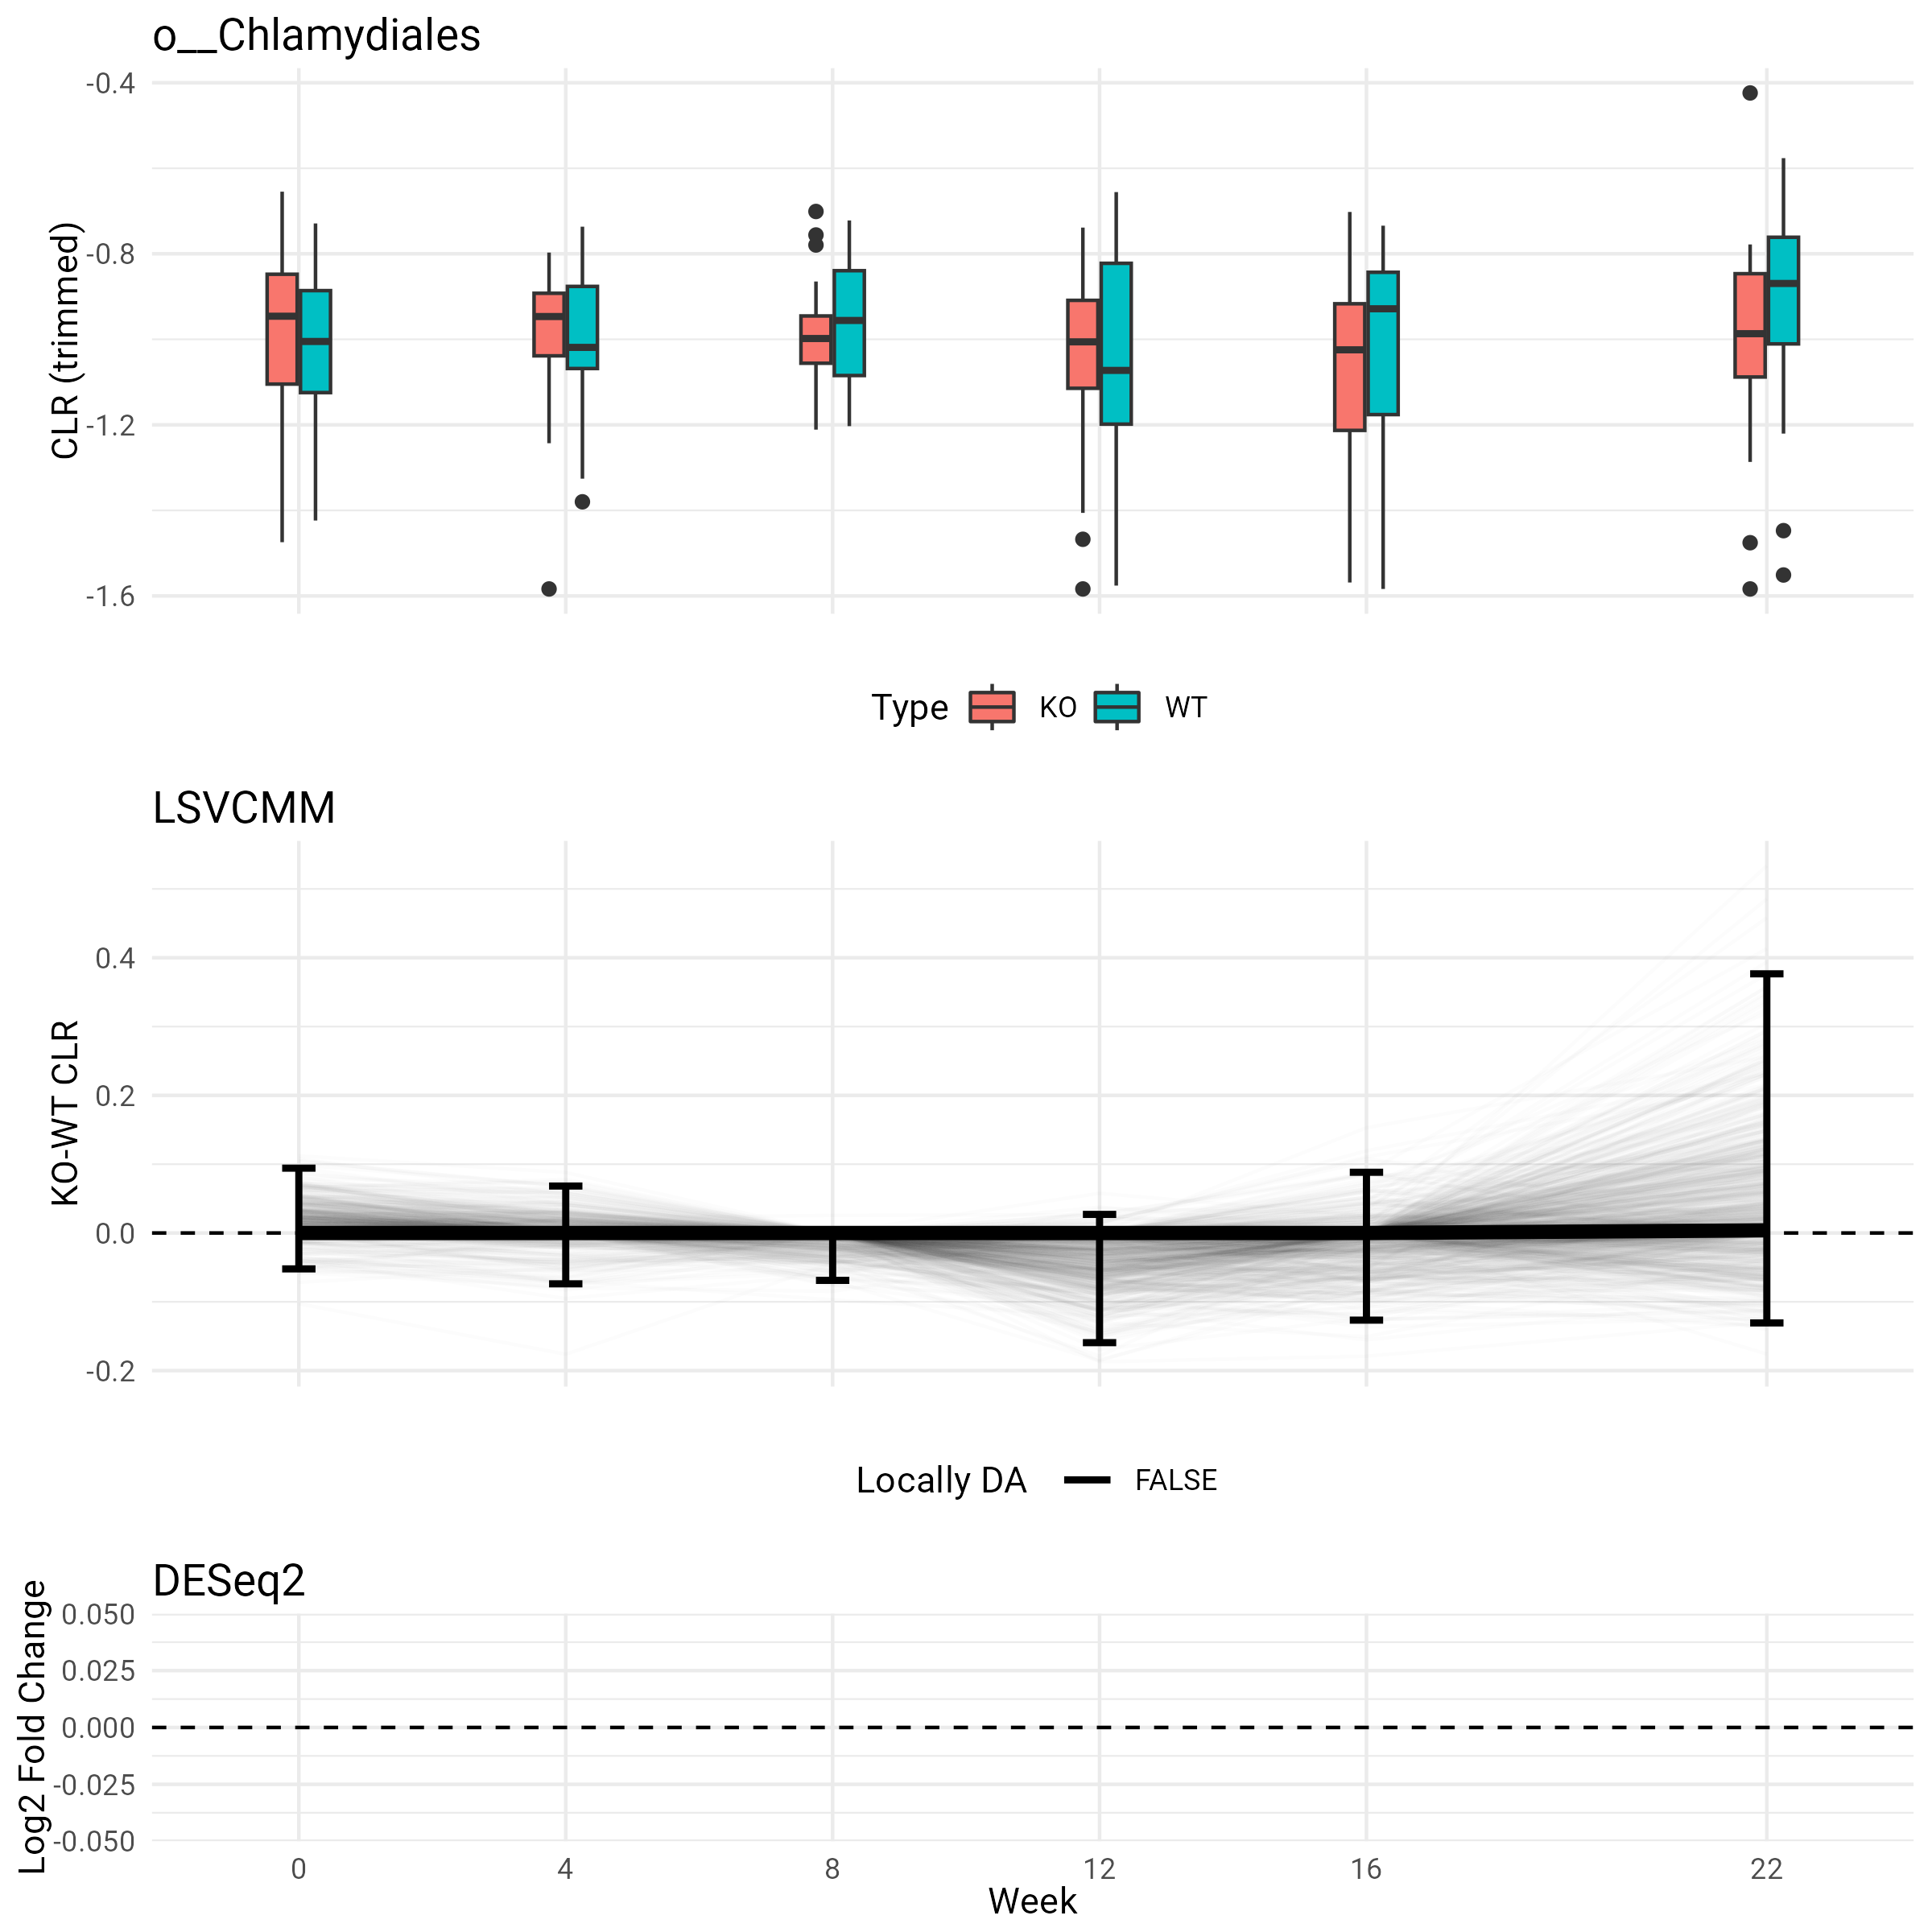 o__Chlamydiales
CLR (trimmed)
-0.4
-0.8
-1.2
-1.6
Type KO WT
LSVCMM
KO-WT CLR
0.4
0.2
0.0
-0.2
Locally DA FALSE
DESeq2
Log2 Fold Change
0.050
0.025
0.000
-0.025
-0.050
0 4 8 12 16 22
Week